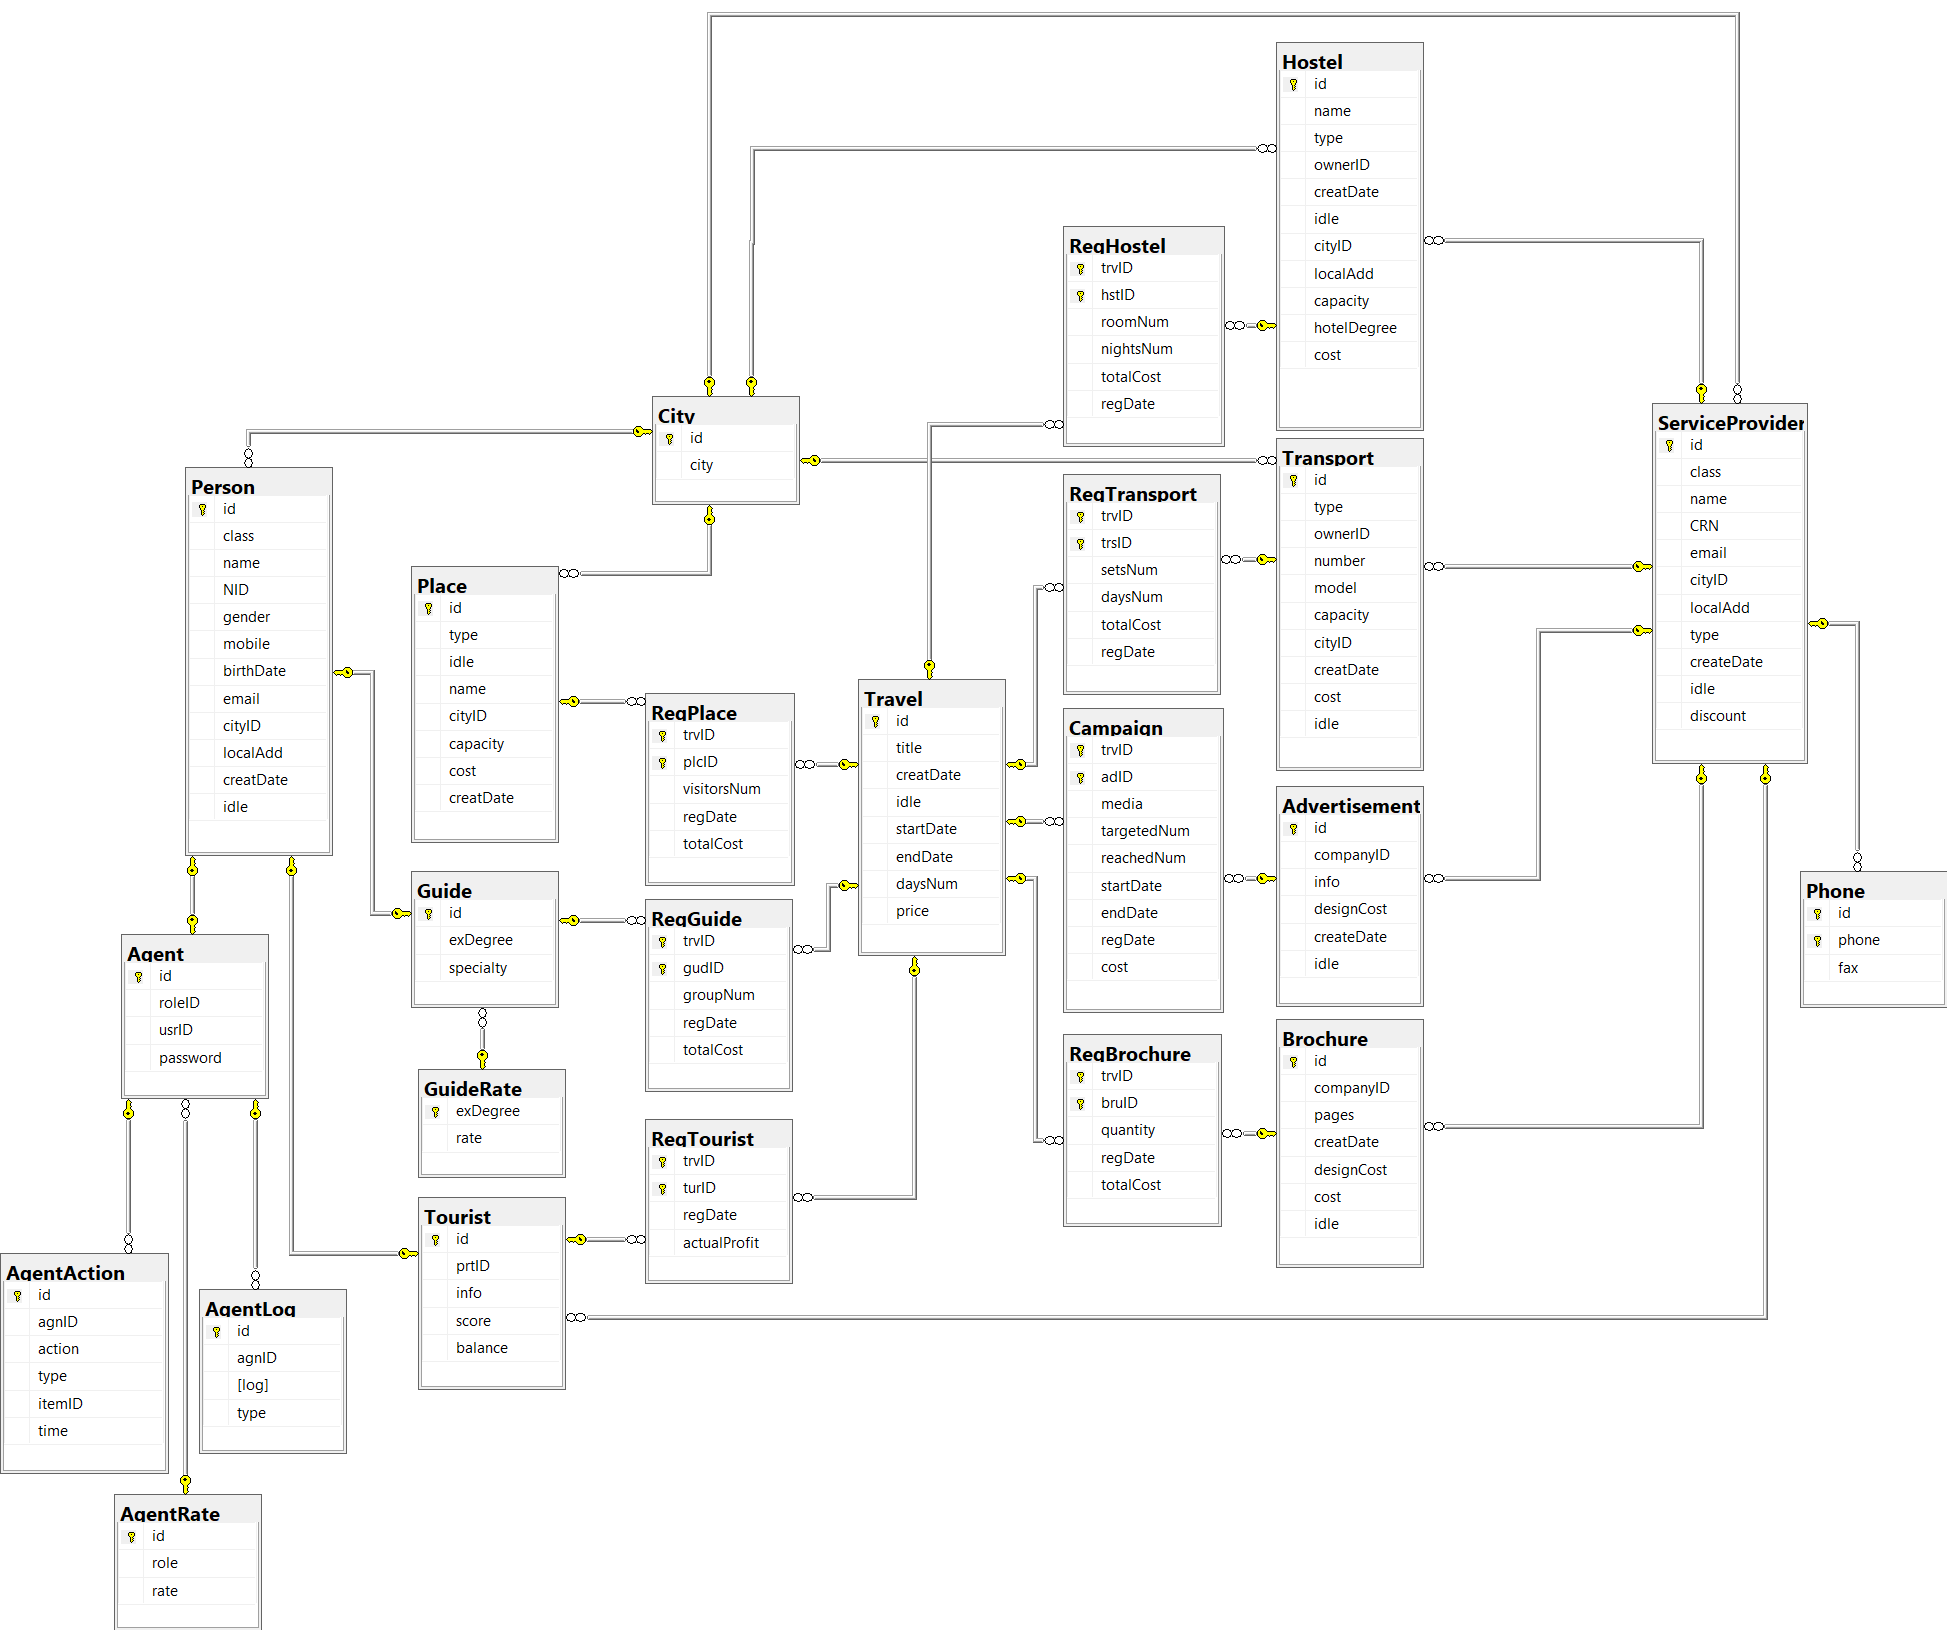 Hostel
id
name
type
ownerID
creatDate
idle
cityID
localAdd
capacity
hotelDegree
cost
RegHostel
trvID
hstID
roomNum
nightsNum
totalCost
regDate
City
id
city
ServiceProvider
id
class
name
CRN
email
cityID
localAdd
type
createDate
idle
discount
Transport
id
type
ownerID
number
model
capacity
cityID
creatDate
cost
idle
Person
id
class
name
NID
gender
mobile
birthDate
email
cityID
localAdd
creatDate
idle
RegTransport
trvID
trsID
setsNum
daysNum
totalCost
regDate
Place
id
type
idle
name
cityID
capacity
cost
creatDate
RegPlace
trvID
plcID
visitorsNum
regDate
totalCost
Travel
id
title
creatDate
idle
startDate
endDate
daysNum
price
Campaign
trvID
adID
media
targetedNum
reachedNum
startDate
endDate
regDate
cost
Advertisement
id
companyID
info
designCost
createDate
idle
Phone
id
phone
fax
Guide
id
exDegree
specialty
RegGuide
trvID
gudID
groupNum
regDate
totalCost
Agent
id
roleID
usrID
password
Brochure
id
companyID
pages
creatDate
designCost
cost
idle
RegBrochure
trvID
bruID
quantity
regDate
totalCost
GuideRate
exDegree
rate
RegTourist
trvID
turID
regDate
actualProfit
Tourist
id
prtID
info
score
balance
AgentAction
id
agnID
action
type
itemID
time
AgentLog
id
agnID
[log]
type
AgentRate
id
role
rate